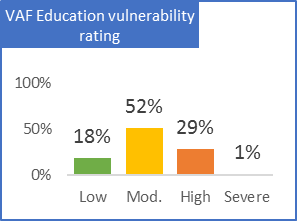 VAF Education vulnerability
rating
100%
52%
50%
29%
18%
1%
0%
Low Mod. High Severe